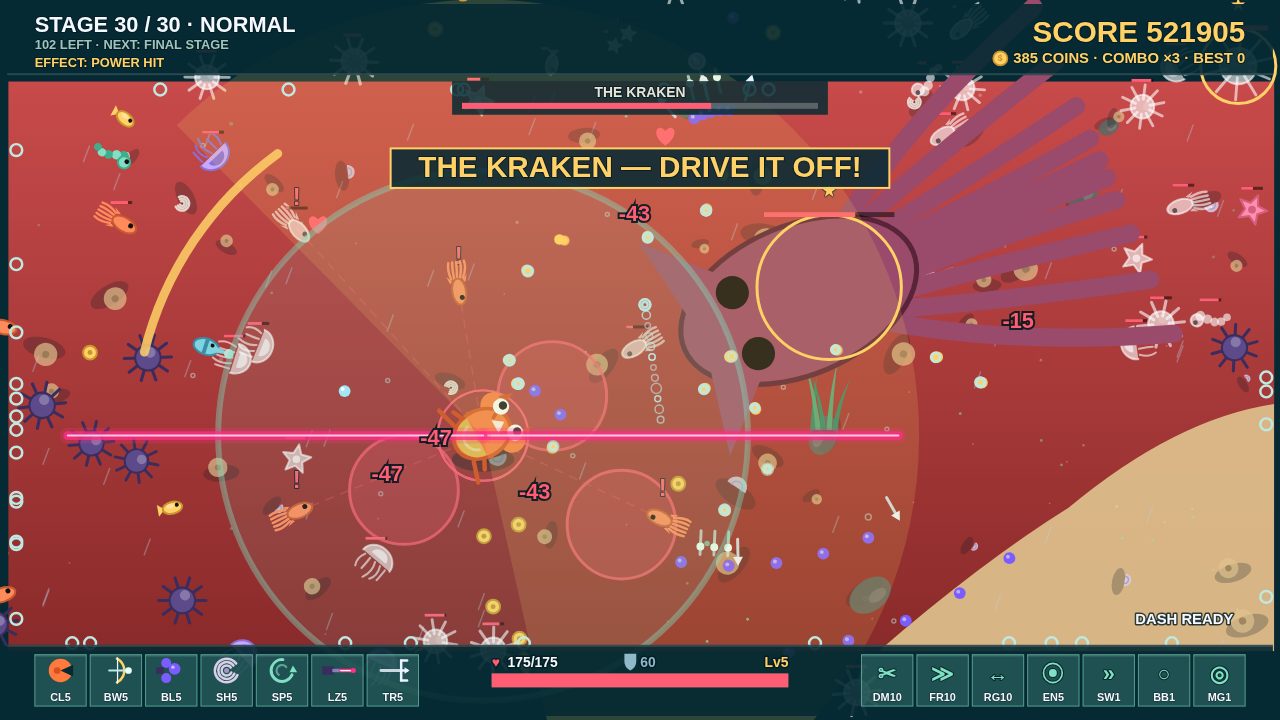 STAGE 30 / 30 · NORMAL
102 LEFT · NEXT: FINAL STAGE
EFFECT: POWER HIT
SCORE 521905
385 COINS · COMBO ×3 · BEST 0
THE KRAKEN
THE KRAKEN — DRIVE IT OFF!
-43
-15
-47
-47
-43
!
!
!
!
DASH READY
175/175
60
Lv5
CL5
BW5
BL5
SH5
SP5
LZ5
TR5
DM10
FR10
RG10
EN5
SW1
BB1
MG1